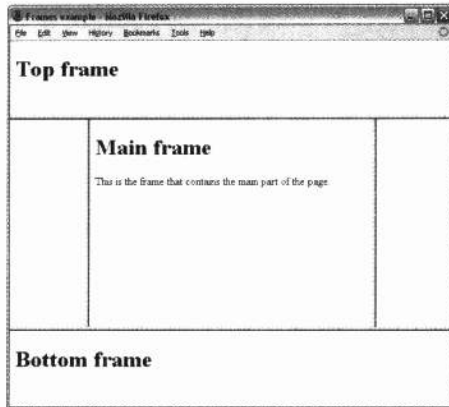 Frames example - Mozilla Firefox
File Edit View History Bookmarks Tools Help
Top frame
Main frame
This is the frame that contains the main part of the page.
Bottom frame